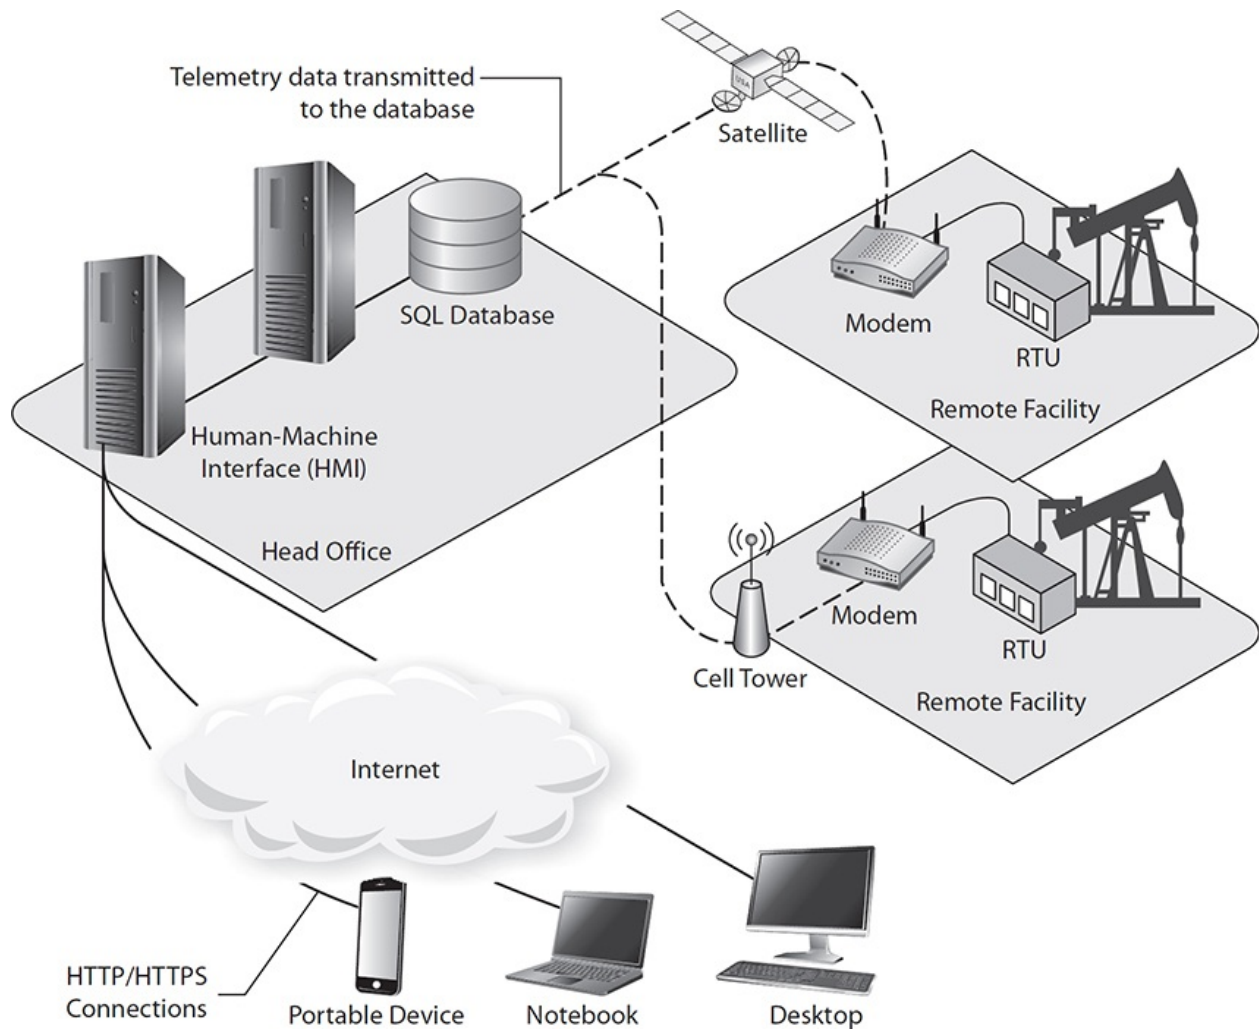 Telemetry data transmitted
to the database
USA
Satellite
SQL Database
Modem
RTU
Remote Facility
Human-Machine
Interface (HMI)
Head Office
Modem
RTU
Cell Tower
Remote Facility
Internet
HTTP/HTTPS
Connections
Portable Device
Notebook
Desktop